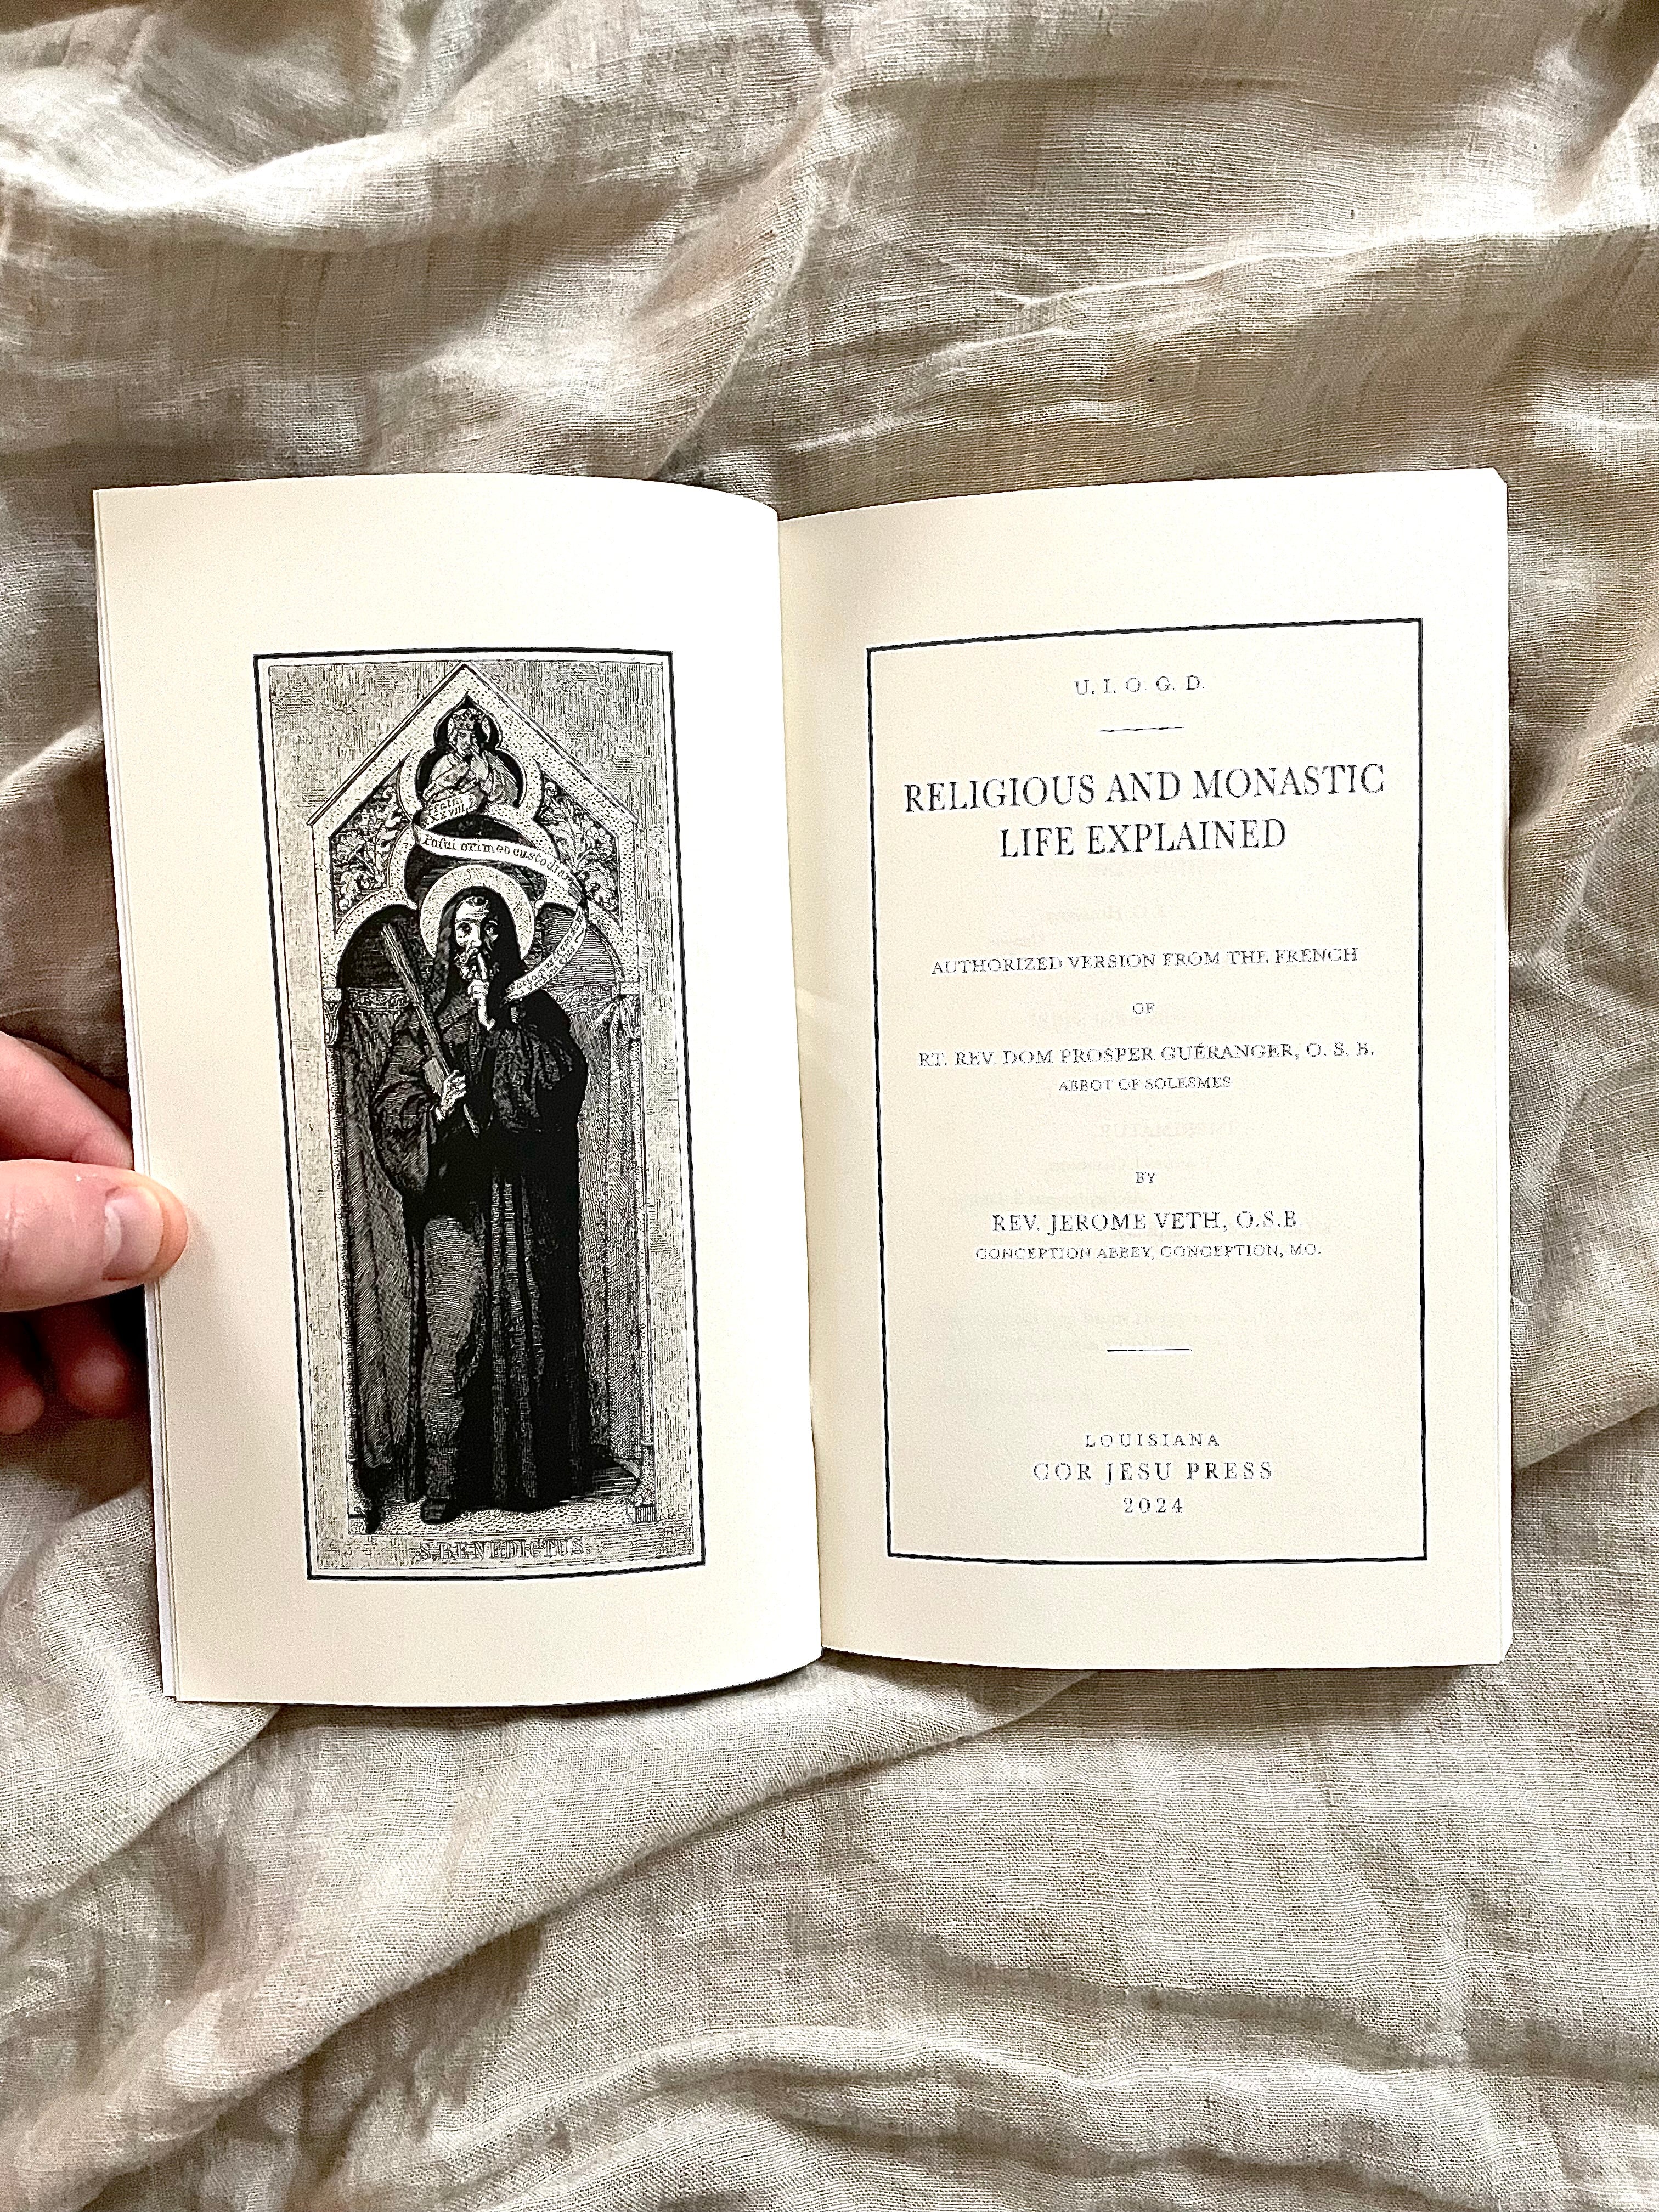 Posui ori meo custodiam
S. BENEDICTUS.
U. I. O. G. D.
RELIGIOUS AND MONASTIC
LIFE EXPLAINED
AUTHORIZED VERSION FROM THE FRENCH
OF
RT. REV. DOM PROSPER GUÉRANGER, O. S. B.
ABBOT OF SOLESMES
BY
REV. JEROME VETH, O.S.B.
CONCEPTION ABBEY, CONCEPTION, MO.
LOUISIANA
COR JESU PRESS
2024